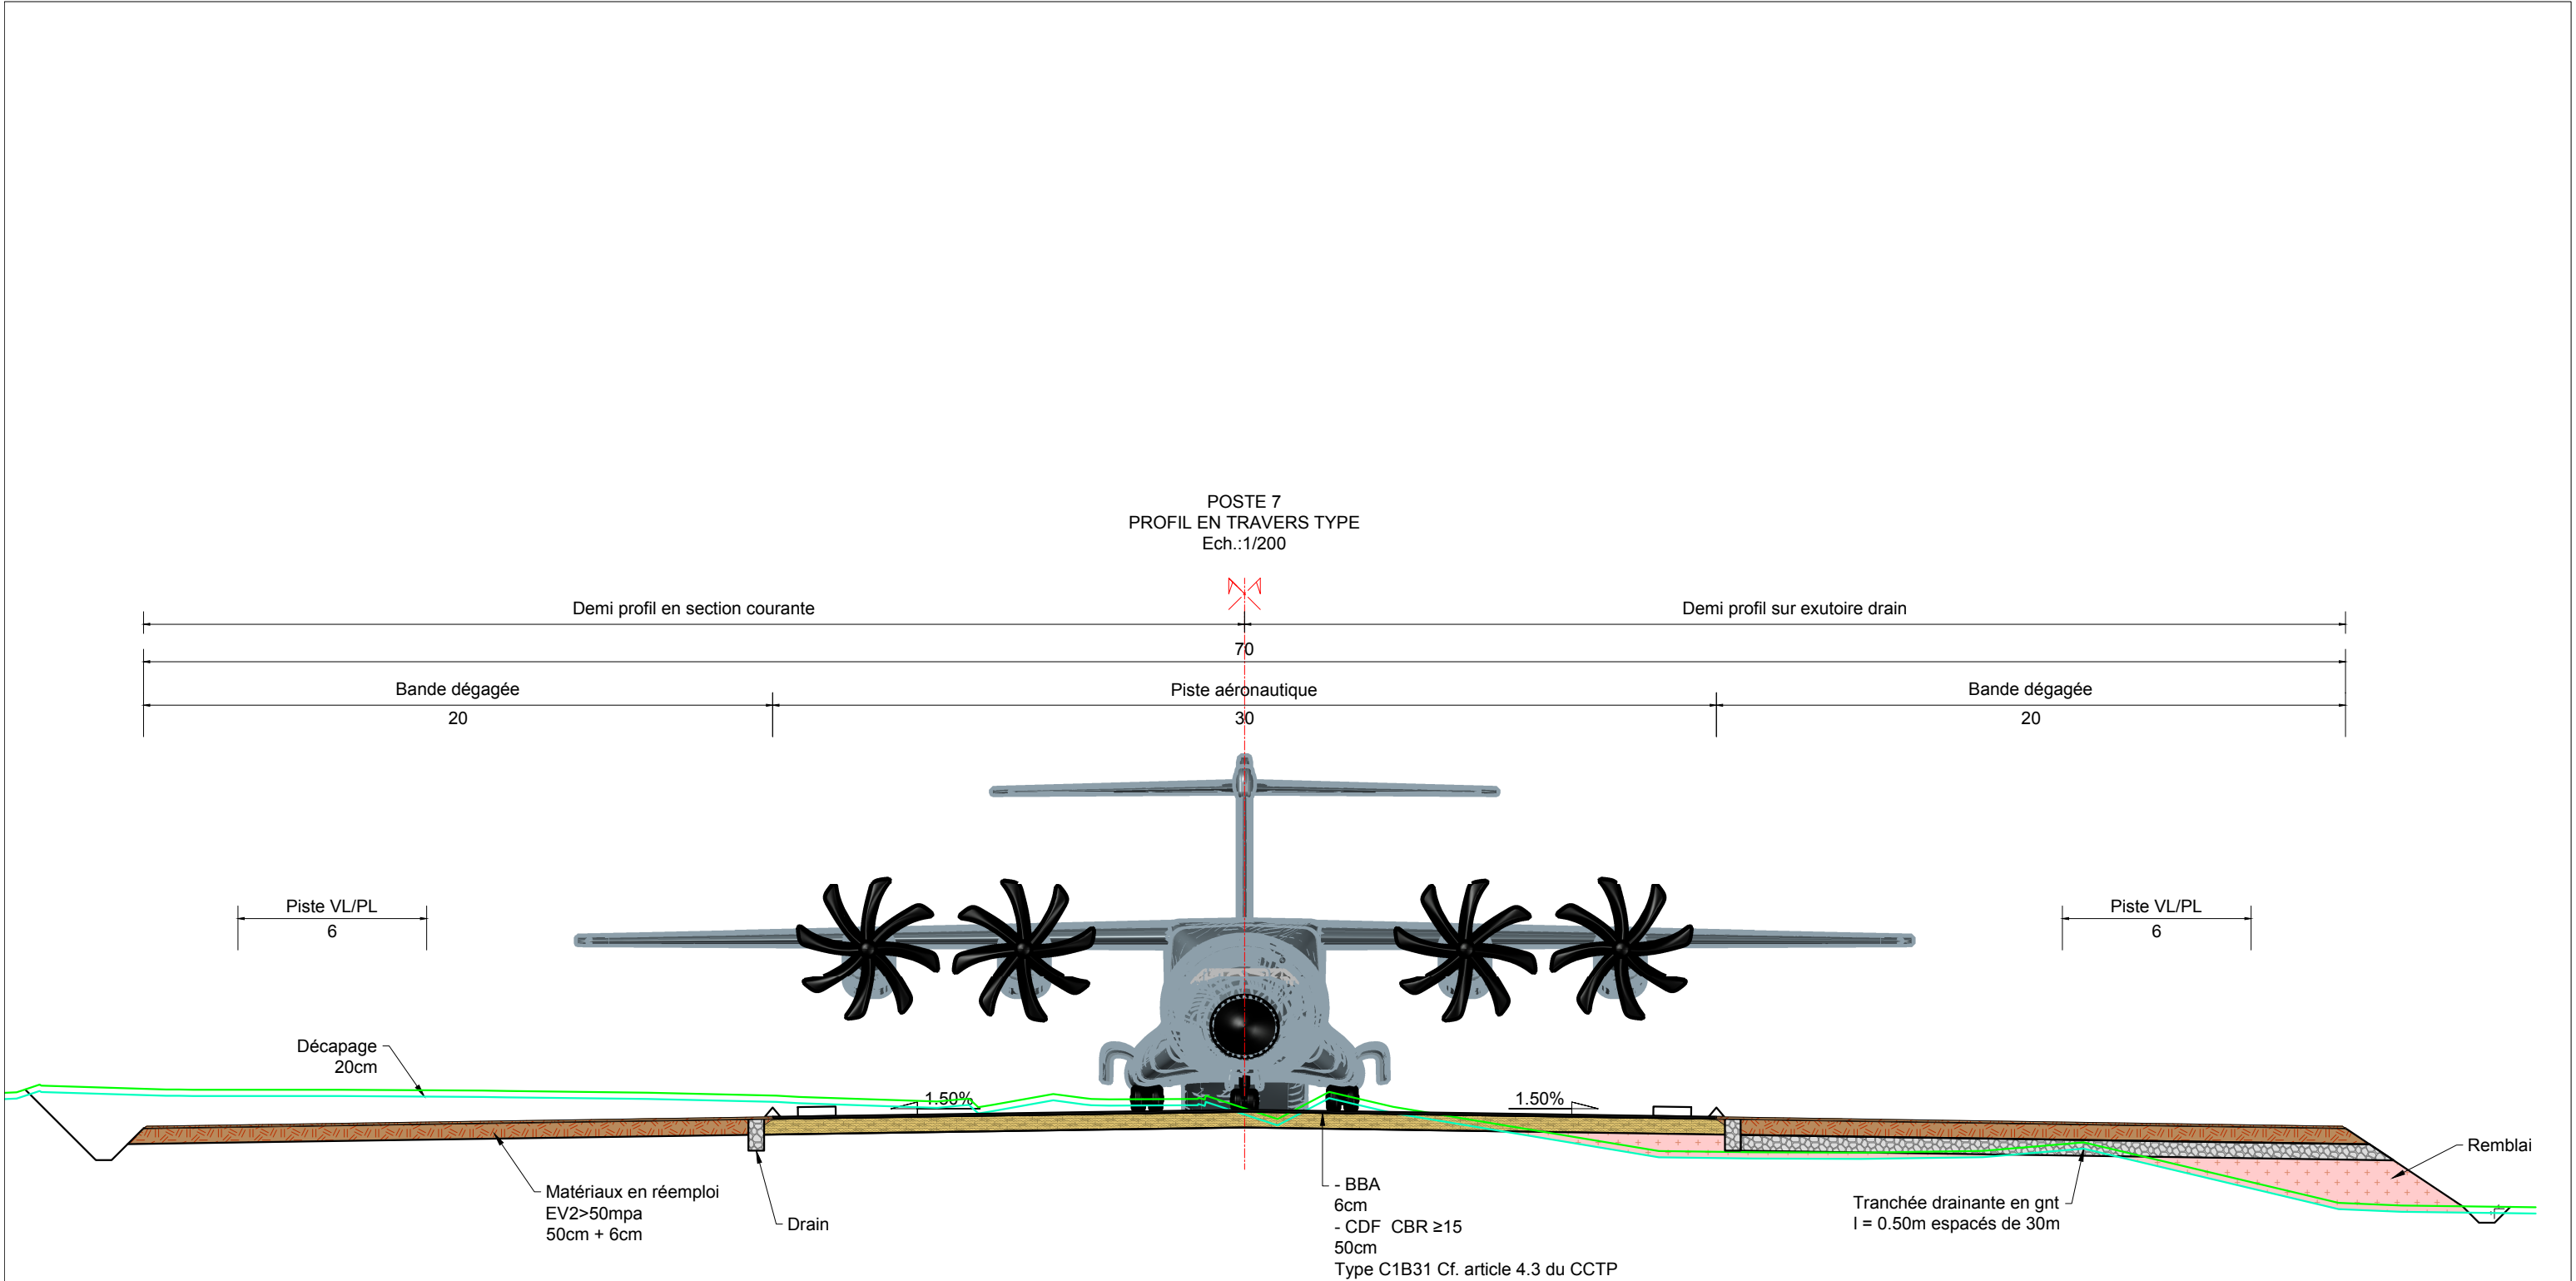 POSTE 7
PROFIL EN TRAVERS TYPE
Ech.:1/200
Demi profil en section courante
Demi profil sur exutoire drain
70
Bande dégagée
Piste aéronautique
Bande dégagée
20
30
20
Piste VL/PL
6
Piste VL/PL
6
Décapage
20cm
1.50%
1.50%
Remblai
Matériaux en réemploi
EV2>50mpa
50cm + 6cm
Drain
- BBA
6cm
- CDF CBR ≥15
50cm
Type C1B31 Cf. article 4.3 du CCTP
Tranchée drainante en gnt
l = 0.50m espacés de 30m